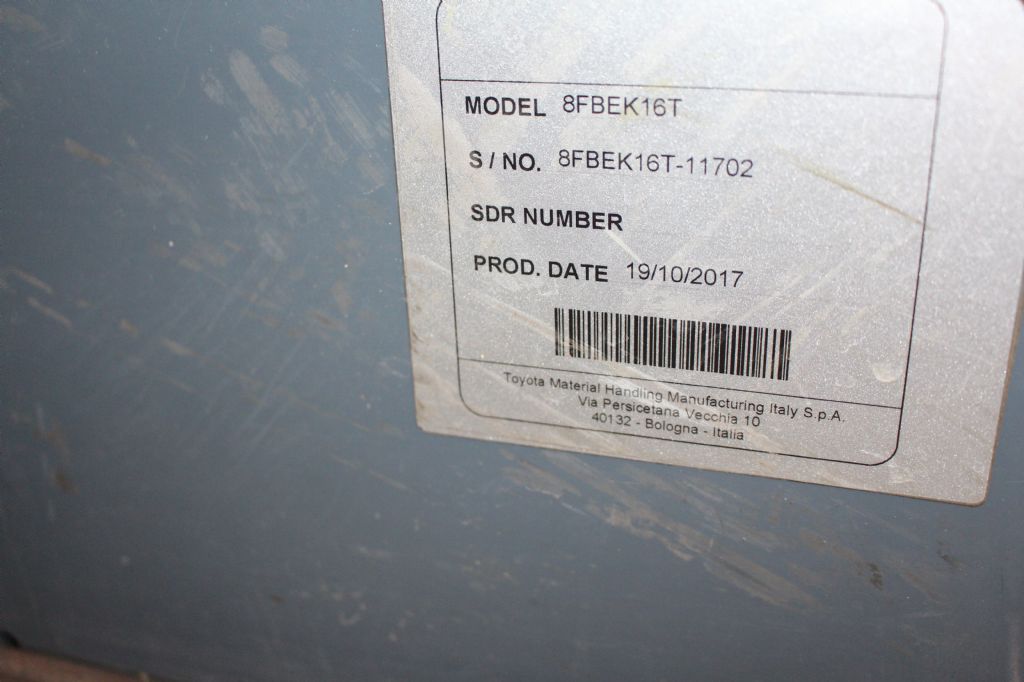 MODEL 8FBEK16T
S / NO. 8FBEK16T-11702
SDR NUMBER
PROD. DATE 19/10/2017
Toyota Material Handling Manufacturing Italy S.p.A.
Via Persicetana Vecchia 10
40132 - Bologna - Italia